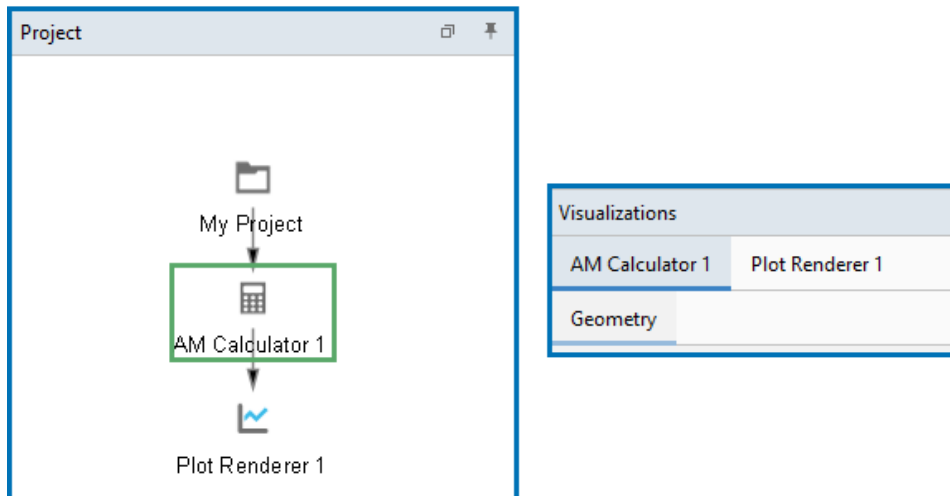 Project
My Project
AM Calculator 1
Plot Renderer 1
Visualizations
AM Calculator 1 Plot Renderer 1
Geometry